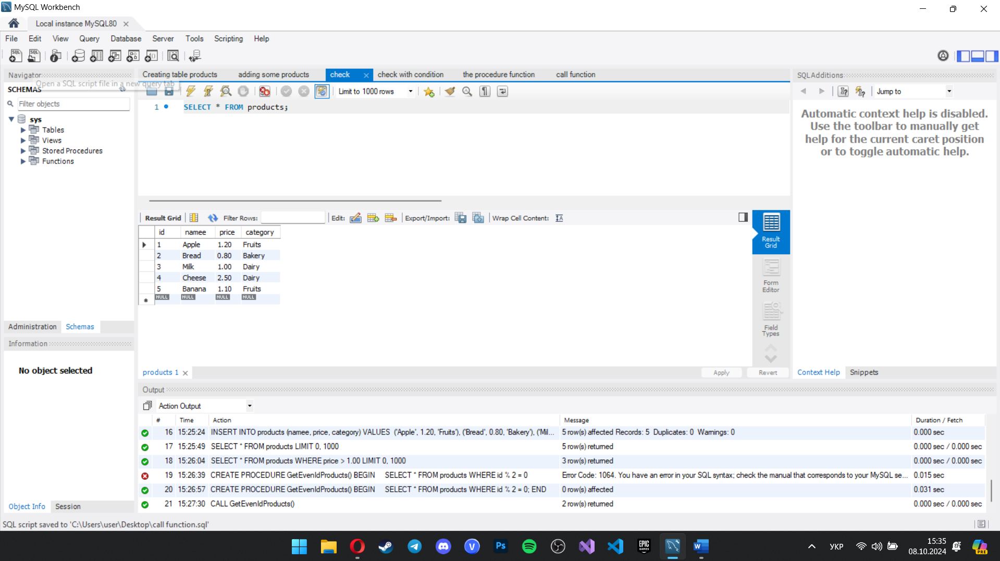 MySQL Workbench
Local instance MySQL80
File Edit View Query Database Server Tools Scripting Help
Navigator
Open a SQL script file in a new query tab
SCHEMAS
Filter objects
sys
Tables
Views
Stored Procedures
Functions
Administration Schemas
Information
No object selected
Object Info Session
Creating table products adding some products check check with condition the procedure function call function
Limit to 1000 rows
1 SELECT * FROM products;
Result Grid Filter Rows: Edit: Export/Import: Wrap Cell Content:
id namee price category
1 Apple 1.20 Fruits
2 Bread 0.80 Bakery
3 Milk 1.00 Dairy
4 Cheese 2.50 Dairy
5 Banana 1.10 Fruits
NULL NULL NULL NULL
Result
Grid
Form
Editor
Field
Types
products 1 Apply Revert
SQLAdditions
Jump to
Automatic context help is disabled.
Use the toolbar to manually get
help for the current caret position
or to toggle automatic help.
Context Help Snippets
Output
Action Output
# Time Action Message Duration / Fetch
16 15:25:24 INSERT INTO products (namee, price, category) VALUES ('Apple', 1.20, 'Fruits'), ('Bread', 0.80, 'Bakery'), ('Mil... 5 row(s) affected Records: 5 Duplicates: 0 Warnings: 0 0.000 sec
17 15:25:49 SELECT * FROM products LIMIT 0, 1000 5 row(s) returned 0.000 sec / 0.000 sec
18 15:26:04 SELECT * FROM products WHERE price > 1.00 LIMIT 0, 1000 3 row(s) returned 0.000 sec / 0.000 sec
19 15:26:39 CREATE PROCEDURE GetEvenIdProducts() BEGIN SELECT * FROM products WHERE id % 2 = 0 Error Code: 1064. You have an error in your SQL syntax; check the manual that corresponds to your MySQL se... 0.015 sec
20 15:26:57 CREATE PROCEDURE GetEvenIdProducts() BEGIN SELECT * FROM products WHERE id % 2 = 0; END 0 row(s) affected 0.031 sec
21 15:27:30 CALL GetEvenIdProducts() 2 row(s) returned 0.000 sec / 0.000 sec
SQL script saved to 'C:\Users\user\Desktop\call function.sql'
Ps
EPIC
GAMES
УКР
15:35
08.10.2024
PRE